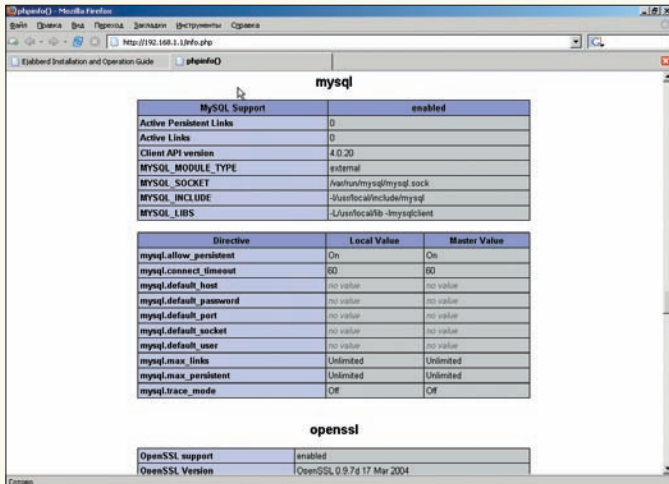 phpinfo() - Mozilla Firefox
Файл Правка Вид Переход Закладки Инструменты Справка
http://192.168.1.1/info.php
Ejabberd Installation and Operation Guide phpinfo()
mysql
MySQL Support enabled
Active Persistent Links 0
Active Links 0
Client API version 4.0.20
MYSQL_MODULE_TYPE external
MYSQL_SOCKET /var/run/mysql/mysql.sock
MYSQL_INCLUDE -I/usr/local/include/mysql
MYSQL_LIBS -L/usr/local/lib -lmysqlclient
Directive Local Value Master Value
mysql.allow_persistent On On
mysql.connect_timeout 60 60
mysql.default_host no value no value
mysql.default_password no value no value
mysql.default_port no value no value
mysql.default_socket no value no value
mysql.default_user no value no value
mysql.max_links Unlimited Unlimited
mysql.max_persistent Unlimited Unlimited
mysql.trace_mode Off Off
openssl
OpenSSL support enabled
OpenSSL Version OpenSSL 0.9.7d 17 Mar 2004
Готово